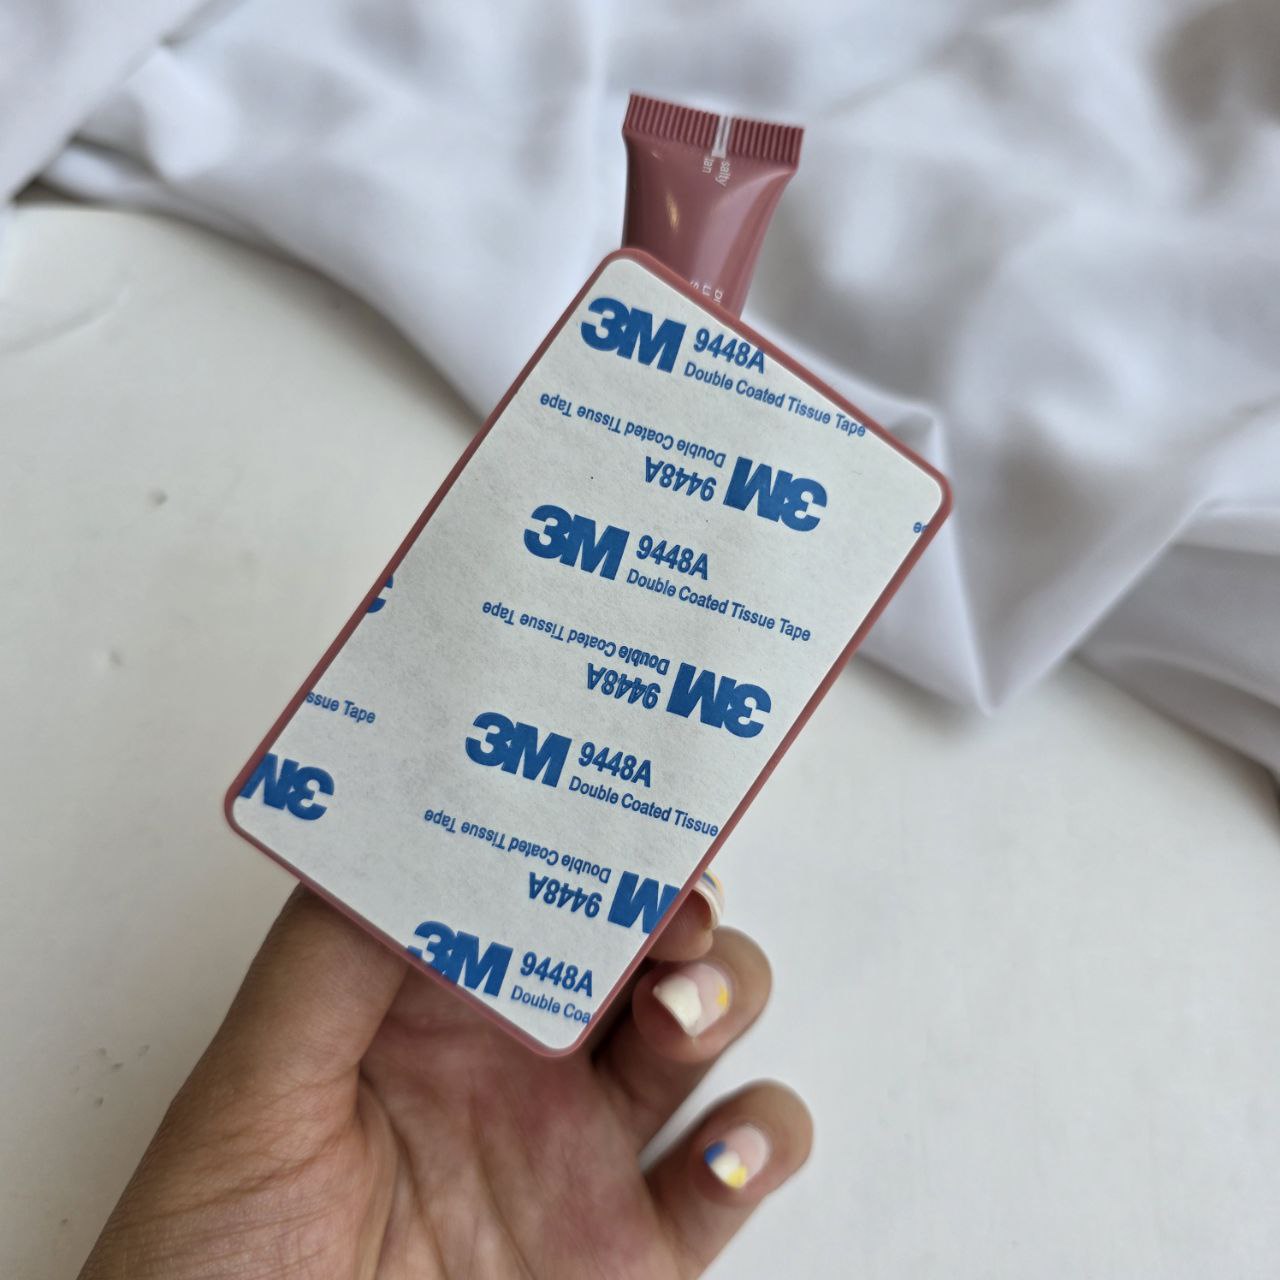 salty
ian
3M 9448A
Double Coated Tissue Tape
3M 9448A
Double Coated Tissue Tape
3M 9448A
Double Coated Tissue Tape
3M 9448A
Double Coated Tissue Tape
ssue Tape
3M 9448A
Double Coated Tissue
3M
3M 9448A
Double Coated Tissue Tape
3M 9448A
Double Coa